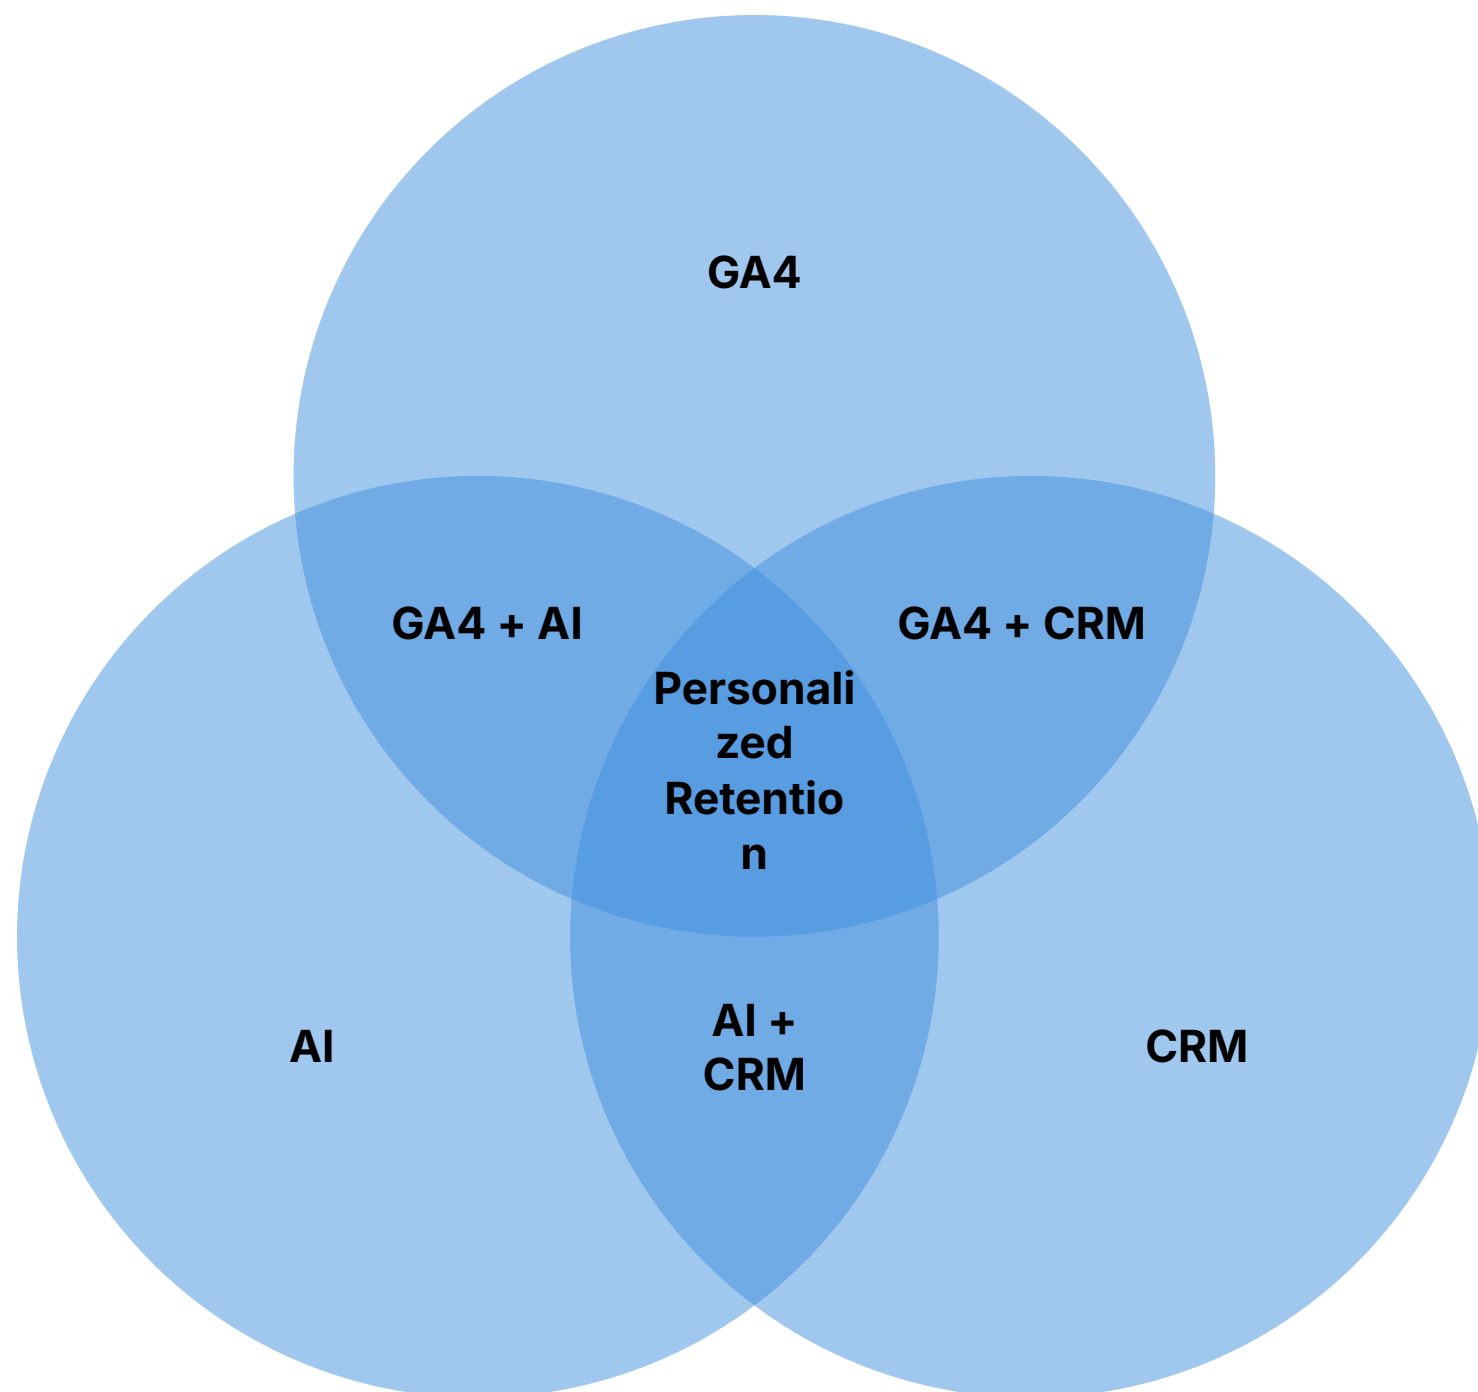 GA4
GA4 + AI
GA4 + CRM
Personali
zed
Retentio
n
AI +
CRM
AI
CRM